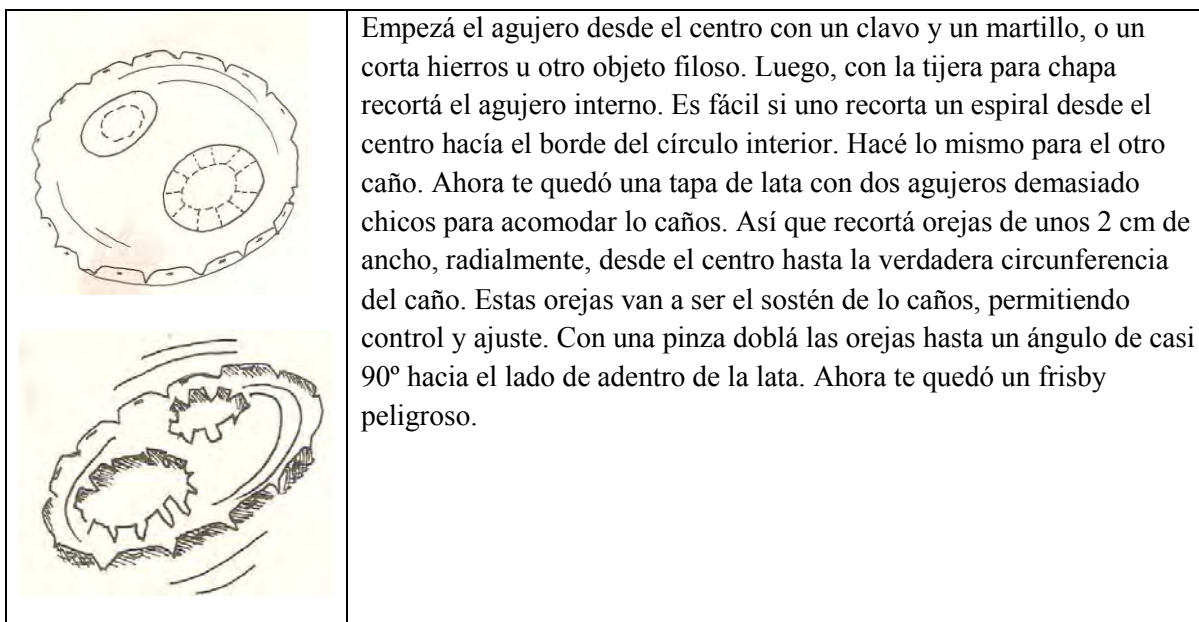 Empezá el agujero desde el centro con un clavo y un martillo, o un
corta hierros u otro objeto filoso. Luego, con la tijera para chapa
recortá el agujero interno. Es fácil si uno recorta un espiral desde el
centro hacía el borde del círculo interior. Hacé lo mismo para el otro
caño. Ahora te quedó una tapa de lata con dos agujeros demasiado
chicos para acomodar lo caños. Así que recortá orejas de unos 2 cm de
ancho, radialmente, desde el centro hasta la verdadera circunferencia
del caño. Estas orejas van a ser el sostén de lo caños, permitiendo
control y ajuste. Con una pinza doblá las orejas hasta un ángulo de casi
90º hacia el lado de adentro de la lata. Ahora te quedó un frisby
peligroso.